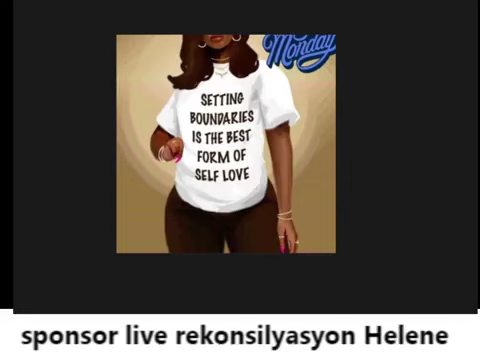 Monday
SETTING
BOUNDARIES
IS THE BEST
FORM OF
SELF LOVE
sponsor live rekonsilyasyon Helene